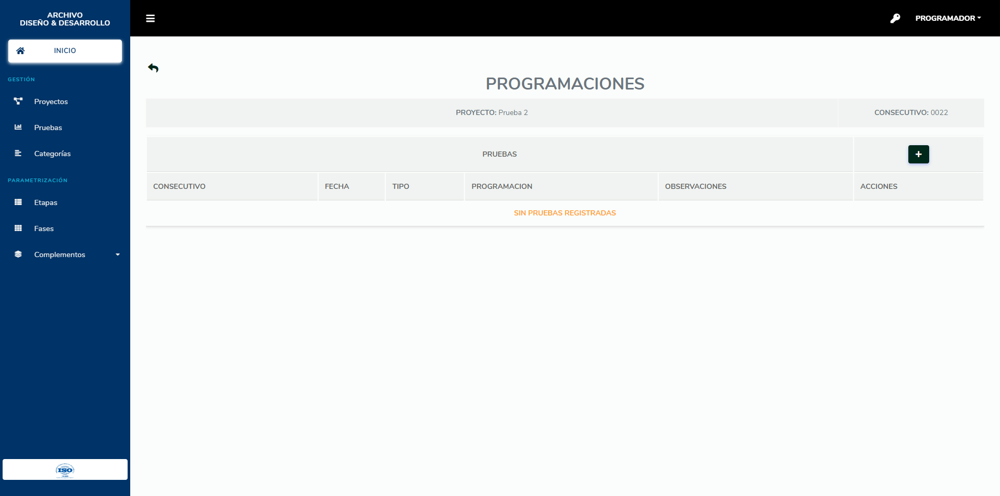 ARCHIVO
DISEÑO & DESARROLLO
INICIO
GESTIÓN
Proyectos
Pruebas
Categorías
PARAMETRIZACIÓN
Etapas
Fases
Complementos
ISO
PROGRAMADOR
PROGRAMACIONES
PROYECTO: Prueba 2
CONSECUTIVO: 0022
PRUEBAS
+
CONSECUTIVO
FECHA
TIPO
PROGRAMACION
OBSERVACIONES
ACCIONES
SIN PRUEBAS REGISTRADAS